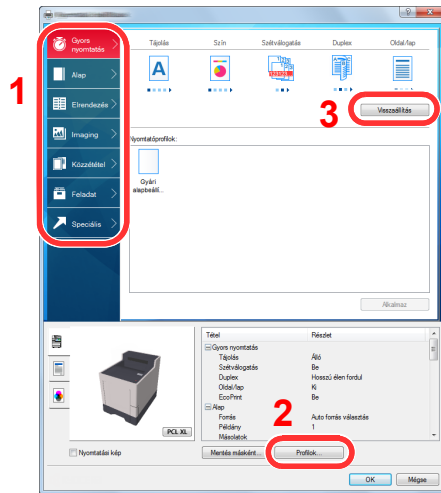 1
Gyors nyomtatás
Alap
Elrendezés
Imaging
Közzététel
Feladat
Speciális
Tájolás
Szín
Szétválogatás
Duplex
Oldal/lap
A
3
Visszaállítás
Nyomtatóprofilok:
Gyári alapbeállí...
Alkalmaz
Tétel Részlet
Gyors nyomtatás
Tájolás Álló
Szétválogatás Be
Duplex Hosszú élen fordul
Oldal/lap Ki
EcoPrint Be
Alap
Forrás Auto forrás választás
Példány 1
Másolatok
2
PCL XL
Nyomtatási kép
Mentés másként...
Profilok...
OK
Mégse